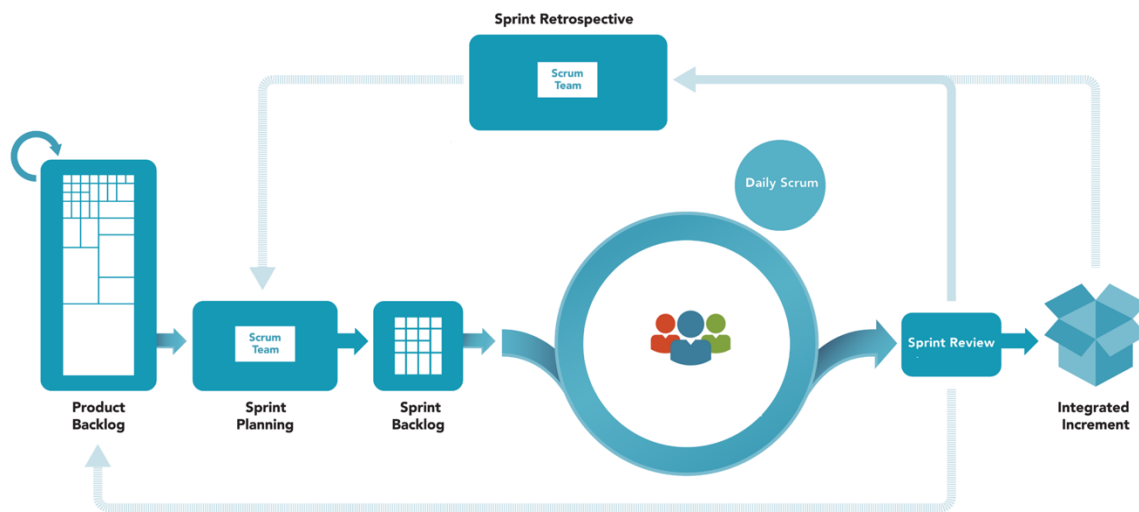 Sprint Retrospective
Scrum
Team
Daily Scrum
Scrum
Team
Sprint Review
Product
Backlog
Sprint
Planning
Sprint
Backlog
Integrated
Increment